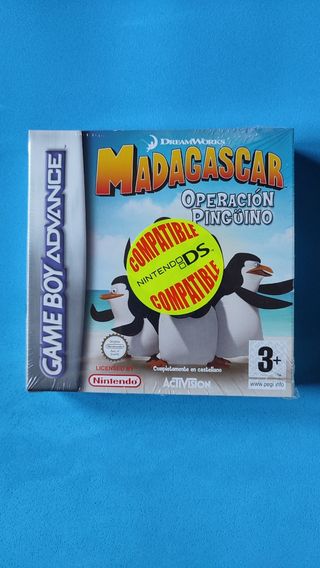 GAME BOY ADVANCE
DREAMWORKS
MADAGASCAR
OPERACIÓN
PINGÜINO
COMPATIBLE
NINTENDO DS
COMPATIBLE
LICENSED BY
Nintendo
Completamente en castellano
ACTIVISION
3+
www.pegi.info